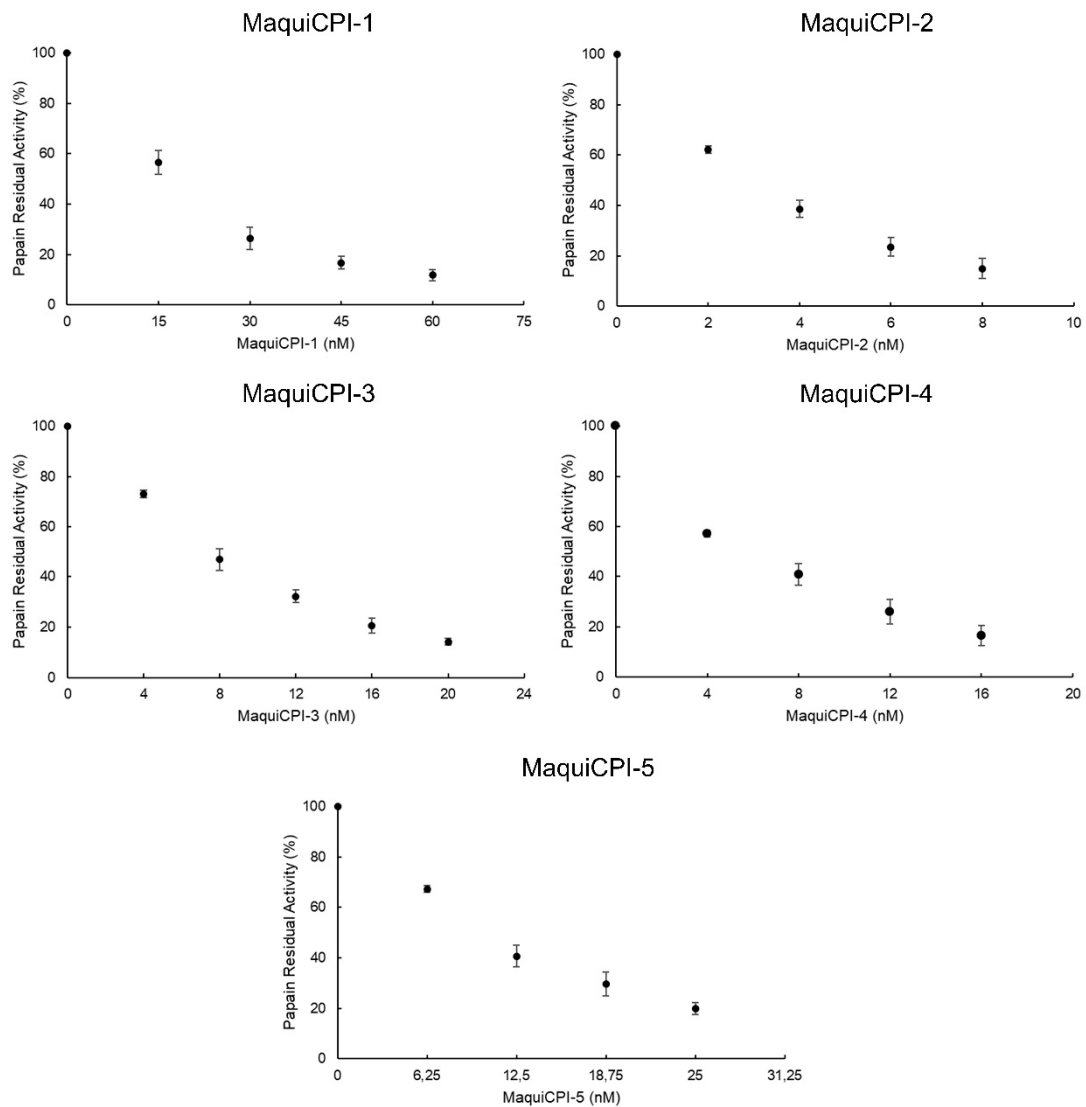 MaquiCPI-1
Papain Residual Activity (%)
100
80
60
40
20
0
0 15 30 45 60 75
MaquiCPI-1 (nM)
MaquiCPI-2
Papain Residual Activity (%)
100
80
60
40
20
0
0 2 4 6 8 10
MaquiCPI-2 (nM)
MaquiCPI-3
Papain Residual Activity (%)
100
80
60
40
20
0
0 4 8 12 16 20 24
MaquiCPI-3 (nM)
MaquiCPI-4
Papain Residual Activity (%)
100
80
60
40
20
0
0 4 8 12 16 20
MaquiCPI-4 (nM)
MaquiCPI-5
Papain Residual Activity (%)
100
80
60
40
20
0
0 6,25 12,5 18,75 25 31,25
MaquiCPI-5 (nM)